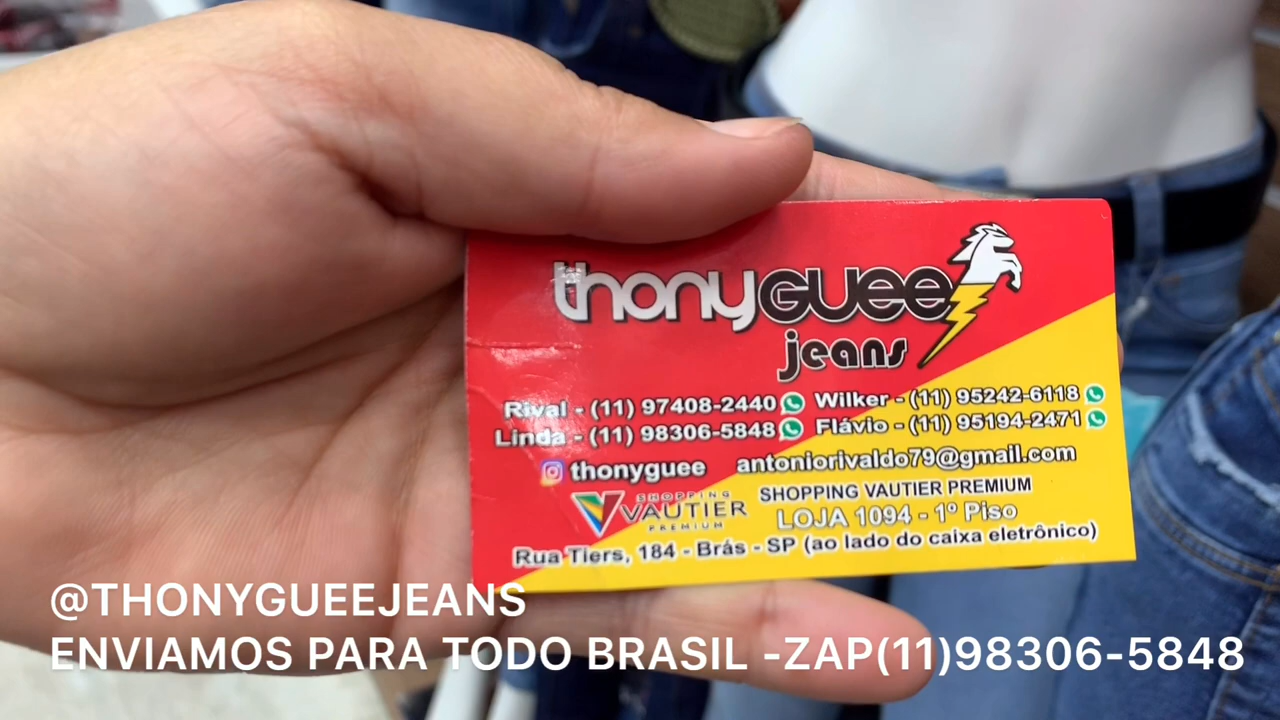 thonyGUee
jeans
Rival - (11) 97408-2440 Wilker - (11) 95242-6118
Linda - (11) 98306-5848 Flávio - (11) 95194-2471
thonyguee antoniorivaldo79@gmail.com
SHOPPING VAUTIER PREMIUM
SHOPPING VAUTIER PREMIUM
LOJA 1094 - 1º Piso
Rua Tiers, 184 - Brás - SP (ao lado do caixa eletrônico)
@THONYGUEEJEANS
ENVIAMOS PARA TODO BRASIL -ZAP(11)98306-5848